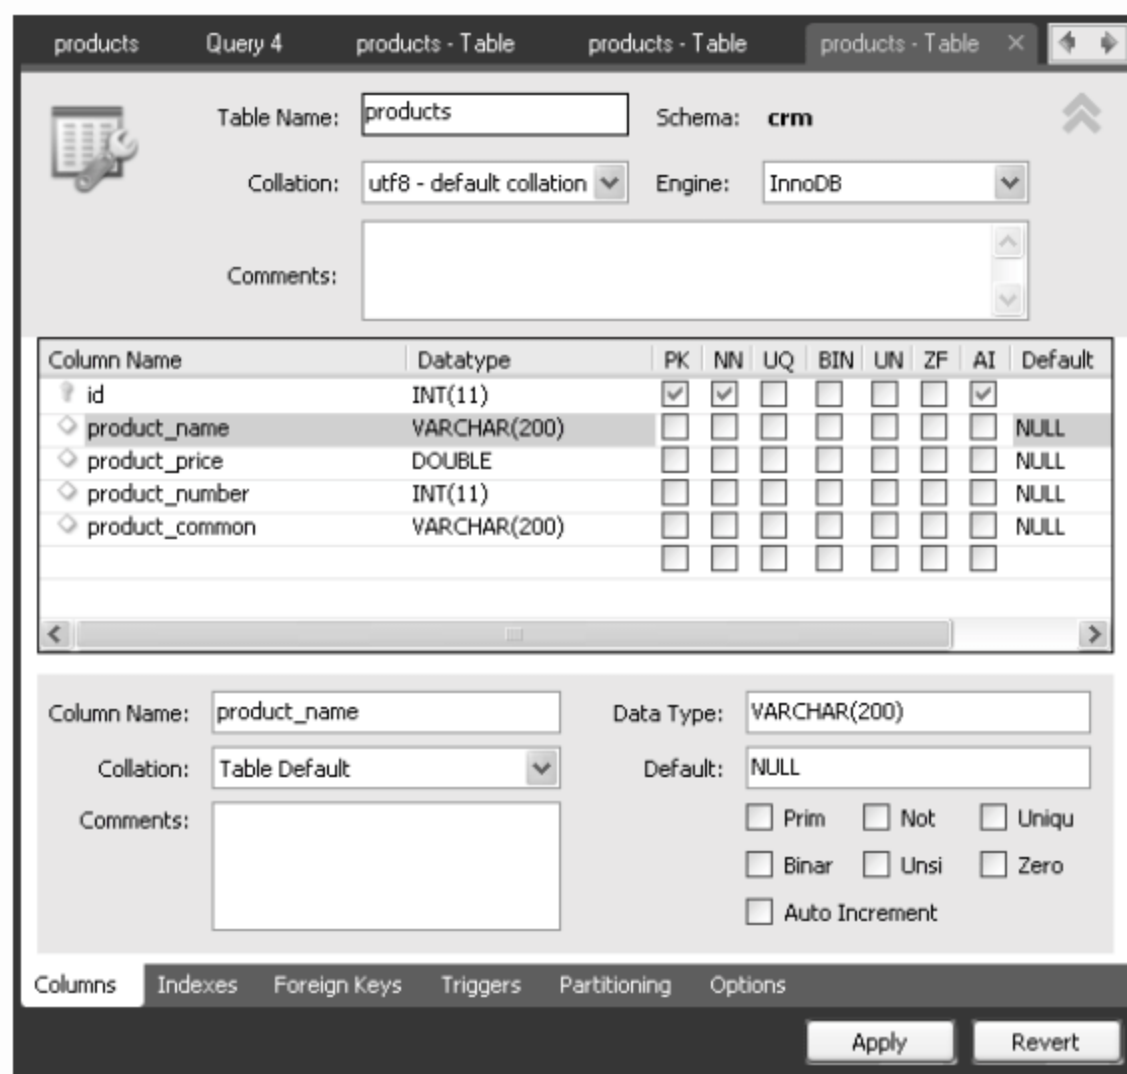 products Query 4 products - Table products - Table products - Table
Table Name: products Schema: crm
Collation: utf8 - default collation Engine: InnoDB
Comments:
Column Name Datatype PK NN UQ BIN UN ZF AI Default
id INT(11)
product_name VARCHAR(200) NULL
product_price DOUBLE NULL
product_number INT(11) NULL
product_common VARCHAR(200) NULL
Column Name: product_name Data Type: VARCHAR(200)
Collation: Table Default Default: NULL
Comments: Prim Not Uniqu
Binar Unsi Zero
Auto Increment
Columns Indexes Foreign Keys Triggers Partitioning Options
Apply Revert